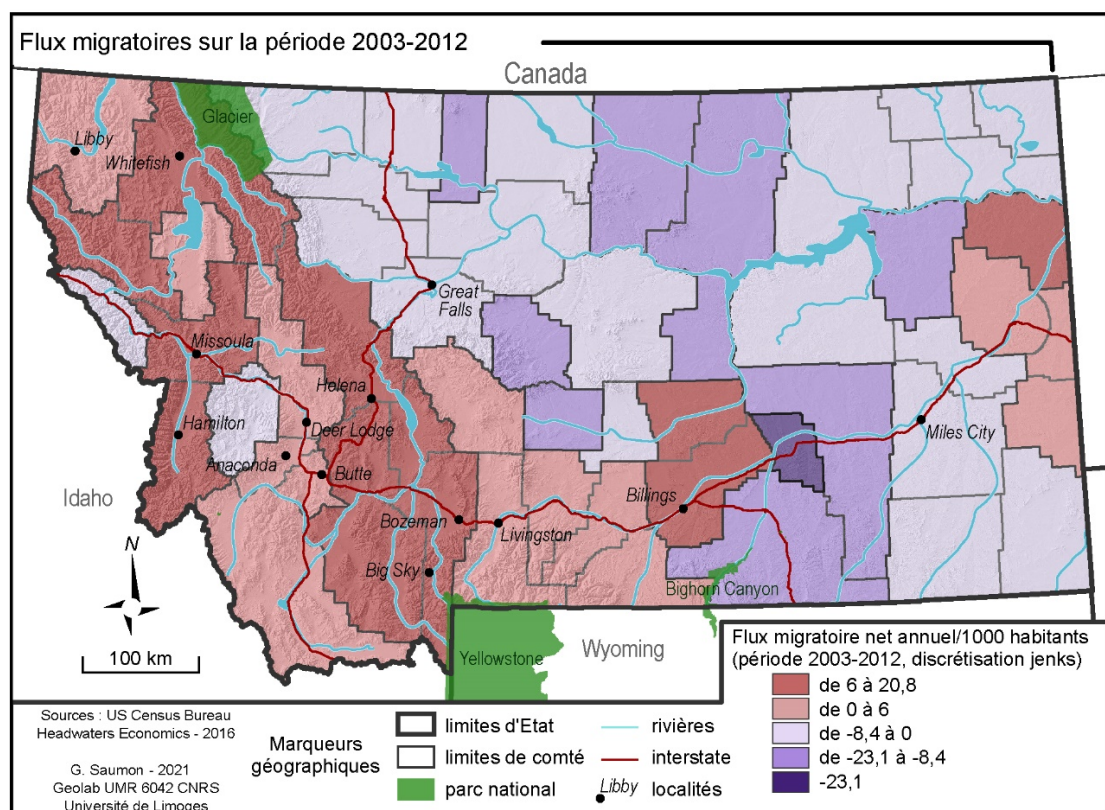 Flux migratoires sur la période 2003-2012
Canada
Glacier
Libby
Whitefish
Great
Falls
Missoula
Helena
Hamilton
Deer Lodge
Anaconda
Butte
Miles City
Idaho
Billings
Bozeman
Livingston
Big Sky
N
Bighorn Canyon
100 km
Yellowstone
Wyoming
Flux migratoire net annuel/1000 habitants
(période 2003-2012, discrétisation jenks)
de 6 à 20,8
de 0 à 6
de -8,4 à 0
de -23,1 à -8,4
-23,1
Sources : US Census Bureau
Headwaters Economics - 2016
G. Saumon - 2021
Geolab UMR 6042 CNRS
Université de Limoges
Marqueurs
géographiques
limites d'Etat
limites de comté
parc national
rivières
interstate
Libby localités